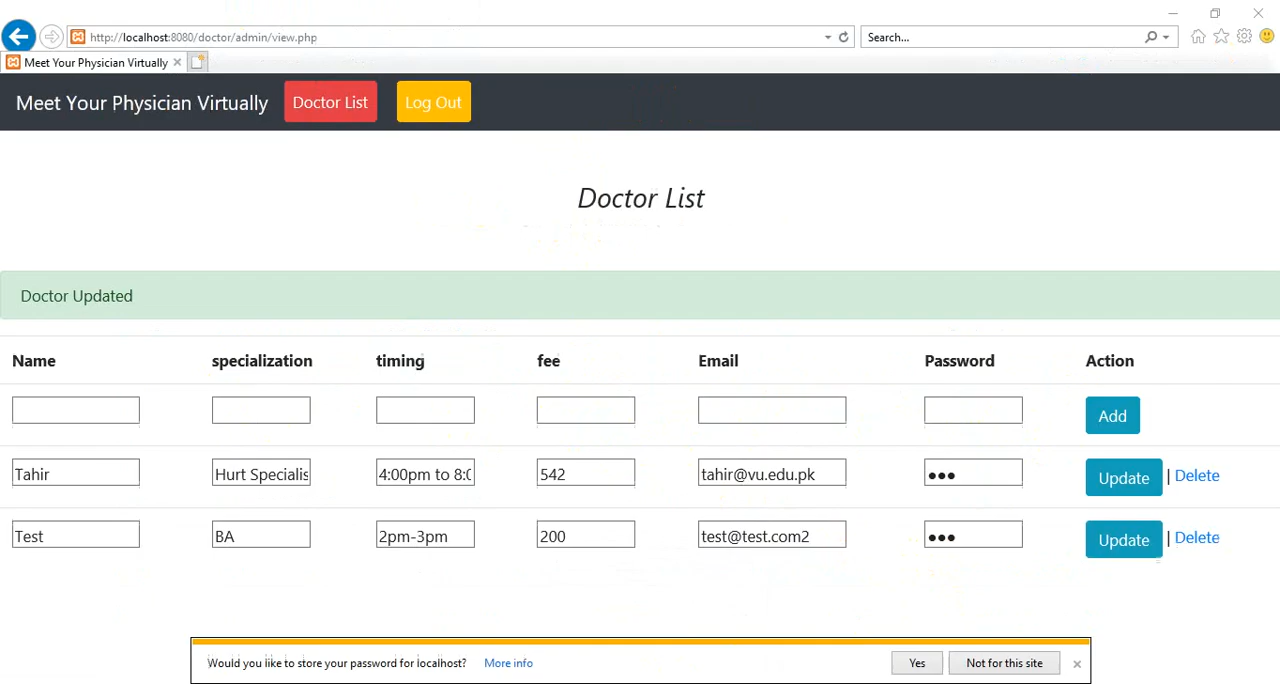 http://localhost:8080/doctor/admin/view.php Search...
Meet Your Physician Virtually
Meet Your Physician Virtually Doctor List Log Out
Doctor List
Doctor Updated
Name specialization timing fee Email Password Action
Add
Tahir Hurt Specialis 4:00pm to 8:0 542 tahir@vu.edu.pk ●●● Update | Delete
Test BA 2pm-3pm 200 test@test.com2 ●●● Update | Delete
Would you like to store your password for localhost? More info Yes Not for this site